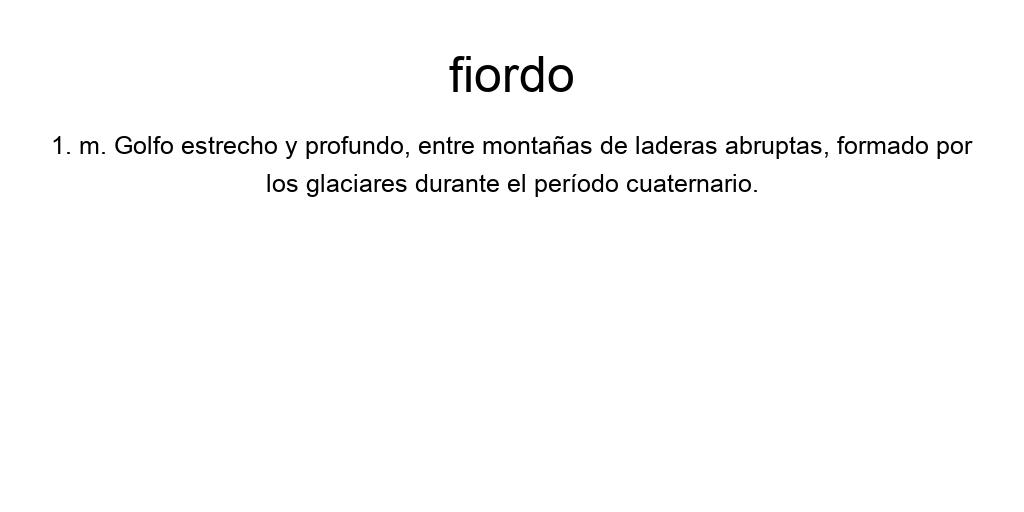 fiordo
1. m. Golfo estrecho y profundo, entre montañas de laderas abruptas, formado por
los glaciares durante el período cuaternario.